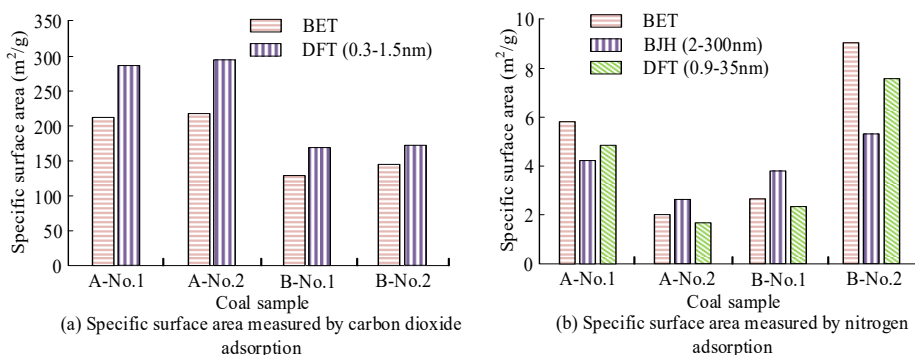 350
300
250
200
150
100
50
0
Specific surface area (m²/g)
BET
DFT (0.3-1.5nm)
A-No.1 A-No.2 B-No.1 B-No.2
Coal sample
(a) Specific surface area measured by carbon dioxide
adsorption
10
8
6
4
2
0
Specific surface area (m²/g)
BET
BJH (2-300nm)
DFT (0.9-35nm)
A-No.1 A-No.2 B-No.1 B-No.2
Coal sample
(b) Specific surface area measured by nitrogen
adsorption